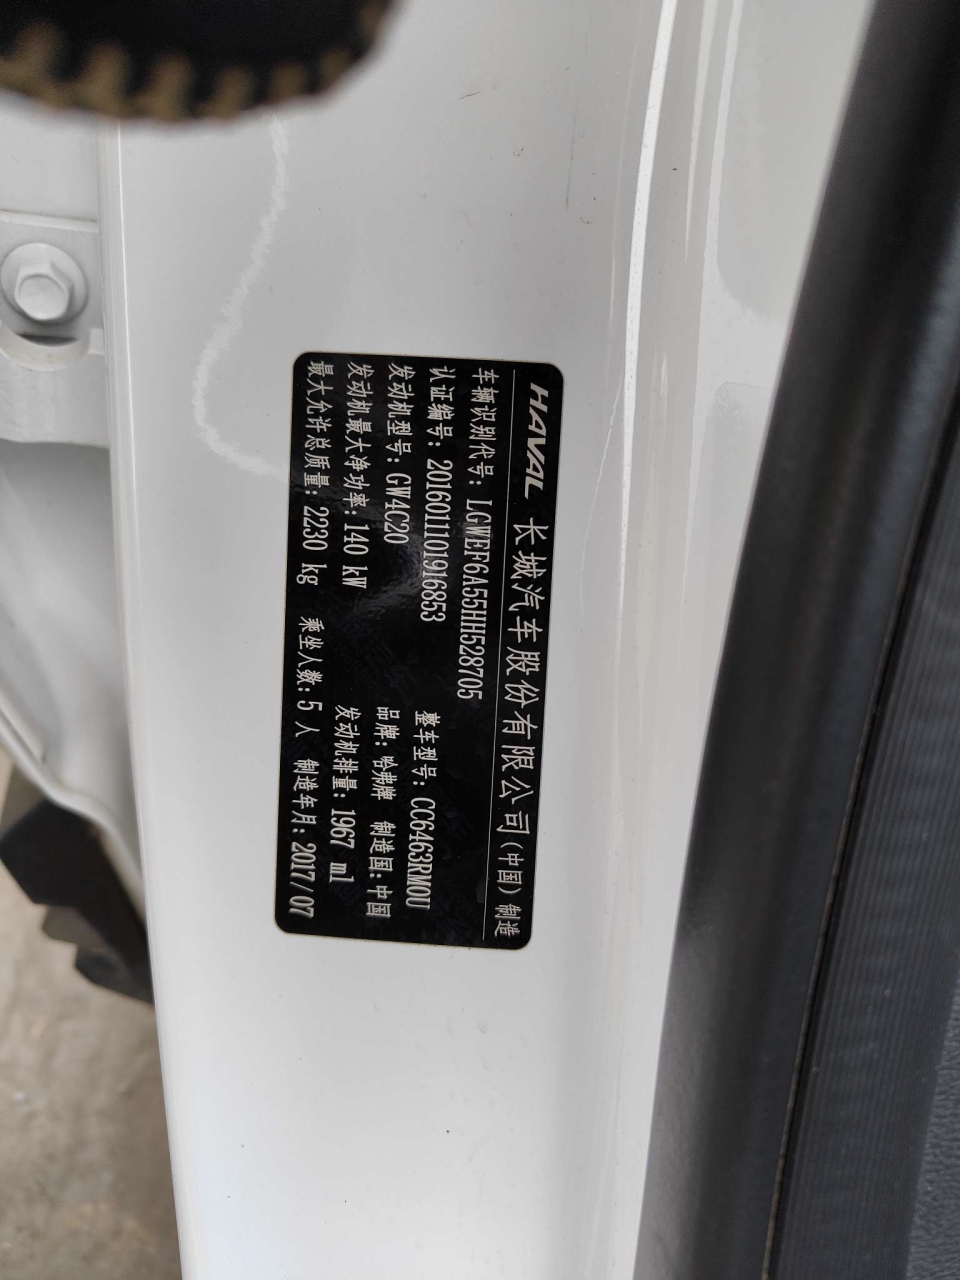 HAVAL 长城汽车股份有限公司(中国)制造
车辆识别代号: LGWEF6A55HH528705
认证编号: 2016011101916853 整车型号: CC6463RM0U
发动机型号: GW4C20 品牌: 哈弗牌 制造国: 中国
发动机最大净功率: 140 kW 发动机排量: 1967 ml
最大允许总质量: 2230 kg 乘坐人数: 5 人 制造年月: 2017/07